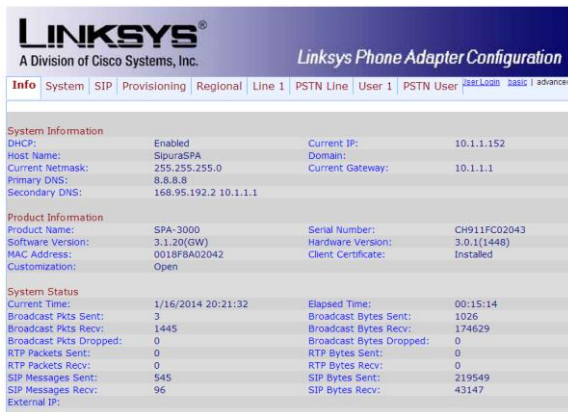 LINKSYS®
A Division of Cisco Systems, Inc.
Linksys Phone Adapter Configuration
Info System SIP Provisioning Regional Line 1 PSTN Line User 1 PSTN User User Login basic | advanced
System Information
DHCP: Enabled Current IP: 10.1.1.152
Host Name: SipuraSPA Domain:
Current Netmask: 255.255.255.0 Current Gateway: 10.1.1.1
Primary DNS: 8.8.8.8
Secondary DNS: 168.95.192.2 10.1.1.1
Product Information
Product Name: SPA-3000 Serial Number: CH911FC02043
Software Version: 3.1.20(GW) Hardware Version: 3.0.1(1448)
MAC Address: 0018F8A02042 Client Certificate: Installed
Customization: Open
System Status
Current Time: 1/16/2014 20:21:32 Elapsed Time: 00:15:14
Broadcast Pkts Sent: 3 Broadcast Bytes Sent: 1026
Broadcast Pkts Recv: 1445 Broadcast Bytes Recv: 174629
Broadcast Pkts Dropped: 0 Broadcast Bytes Dropped: 0
RTP Packets Sent: 0 RTP Bytes Sent: 0
RTP Packets Recv: 0 RTP Bytes Recv: 0
SIP Messages Sent: 545 SIP Bytes Sent: 219549
SIP Messages Recv: 96 SIP Bytes Recv: 43147
External IP: